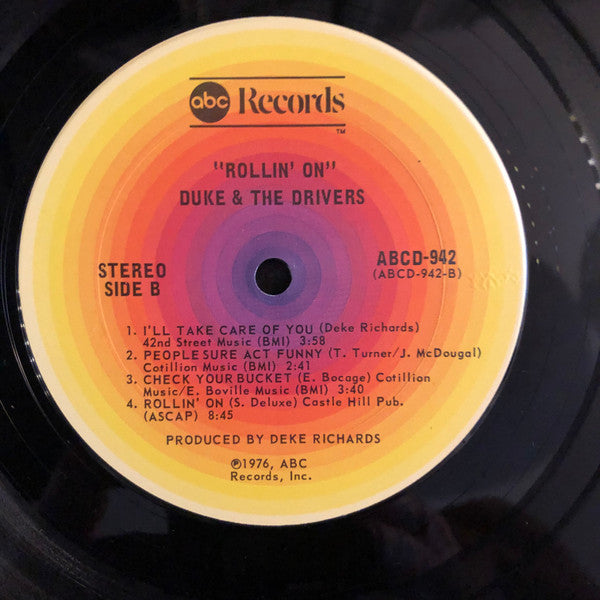 abc Records
TM
"ROLLIN' ON"
DUKE & THE DRIVERS
STEREO
SIDE B
ABCD-942
(ABCD-942-B)
1. I'LL TAKE CARE OF YOU (Deke Richards)
42nd Street Music (BMI) 3:58
2. PEOPLE SURE ACT FUNNY (T. Turner/J. McDougal)
Cotillion Music (BMI) 2:41
3. CHECK YOUR BUCKET (E. Bocage) Cotillion
Music/E. Boville Music (BMI) 3:40
4. ROLLIN' ON (S. Deluxe) Castle Hill Pub.
(ASCAP) 8:45
PRODUCED BY DEKE RICHARDS
℗1976, ABC
Records, Inc.